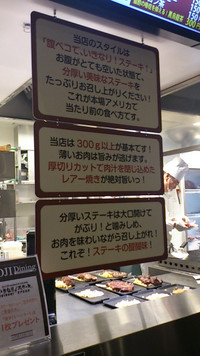 当店のスタイルは
「腹ペコで、いきなり！ステーキ！」
お腹がとても空いた状態で、
分厚い美味なステーキを
たっぷりお召し上がりください！
これが本場アメリカで
当たり前の食べ方です。
当店は300g以上が基本です！
薄いお肉は旨みが逃げます。
厚切りカットで肉汁を閉じ込めた
レアー焼きが絶対旨いっ！
分厚いステーキは大口開けて
がぶり！と噛みしめ、
お肉を味わいながら召し上がれ！
これぞ！ステーキの醍醐味！